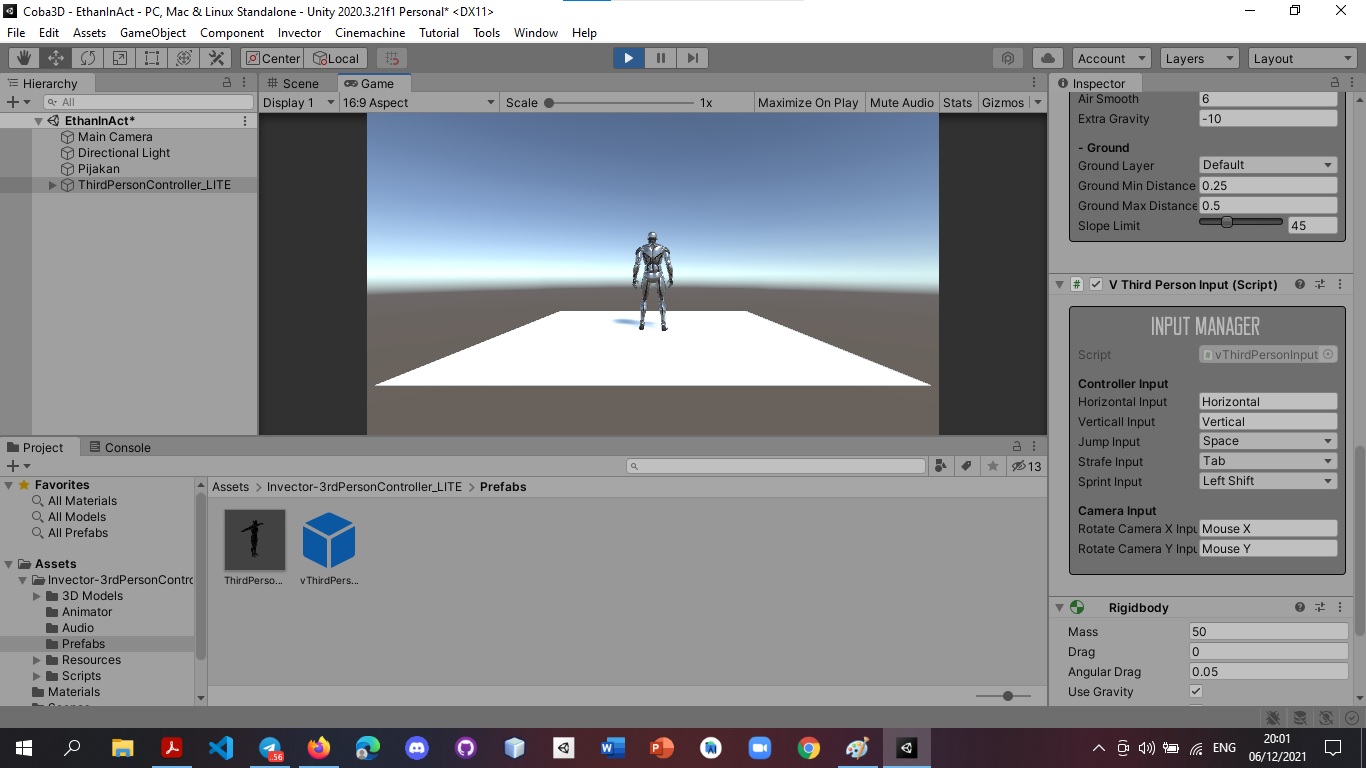 Coba3D - EthanInAct - PC, Mac & Linux Standalone - Unity 2020.3.21f1 Personal* <DX11>
File Edit Assets GameObject Component Invector Cinemachine Tutorial Tools Window Help
Center Local Account Layers Layout
Hierarchy
All
EthanInAct*
Main Camera
Directional Light
Pijakan
ThirdPersonController_LITE
Scene Game
Display 1 16:9 Aspect Scale 1x Maximize On Play Mute Audio Stats Gizmos
Inspector
Air Smooth 6
Extra Gravity -10
- Ground
Ground Layer Default
Ground Min Distance 0.25
Ground Max Distance 0.5
Slope Limit 45
V Third Person Input (Script)
INPUT MANAGER
Script vThirdPersonInput
Controller Input
Horizontal Input Horizontal
Verticall Input Vertical
Jump Input Space
Strafe Input Tab
Sprint Input Left Shift
Camera Input
Rotate Camera X Inpu Mouse X
Rotate Camera Y Inpu Mouse Y
Rigidbody
Mass 50
Drag 0
Angular Drag 0.05
Use Gravity
Project Console
13
Favorites
All Materials
All Models
All Prefabs
Assets
Invector-3rdPersonContro
3D Models
Animator
Audio
Prefabs
Resources
Scripts
Materials
Assets > Invector-3rdPersonController_LITE > Prefabs
ThirdPerso... vThirdPers...
.56
ENG
20:01
06/12/2021